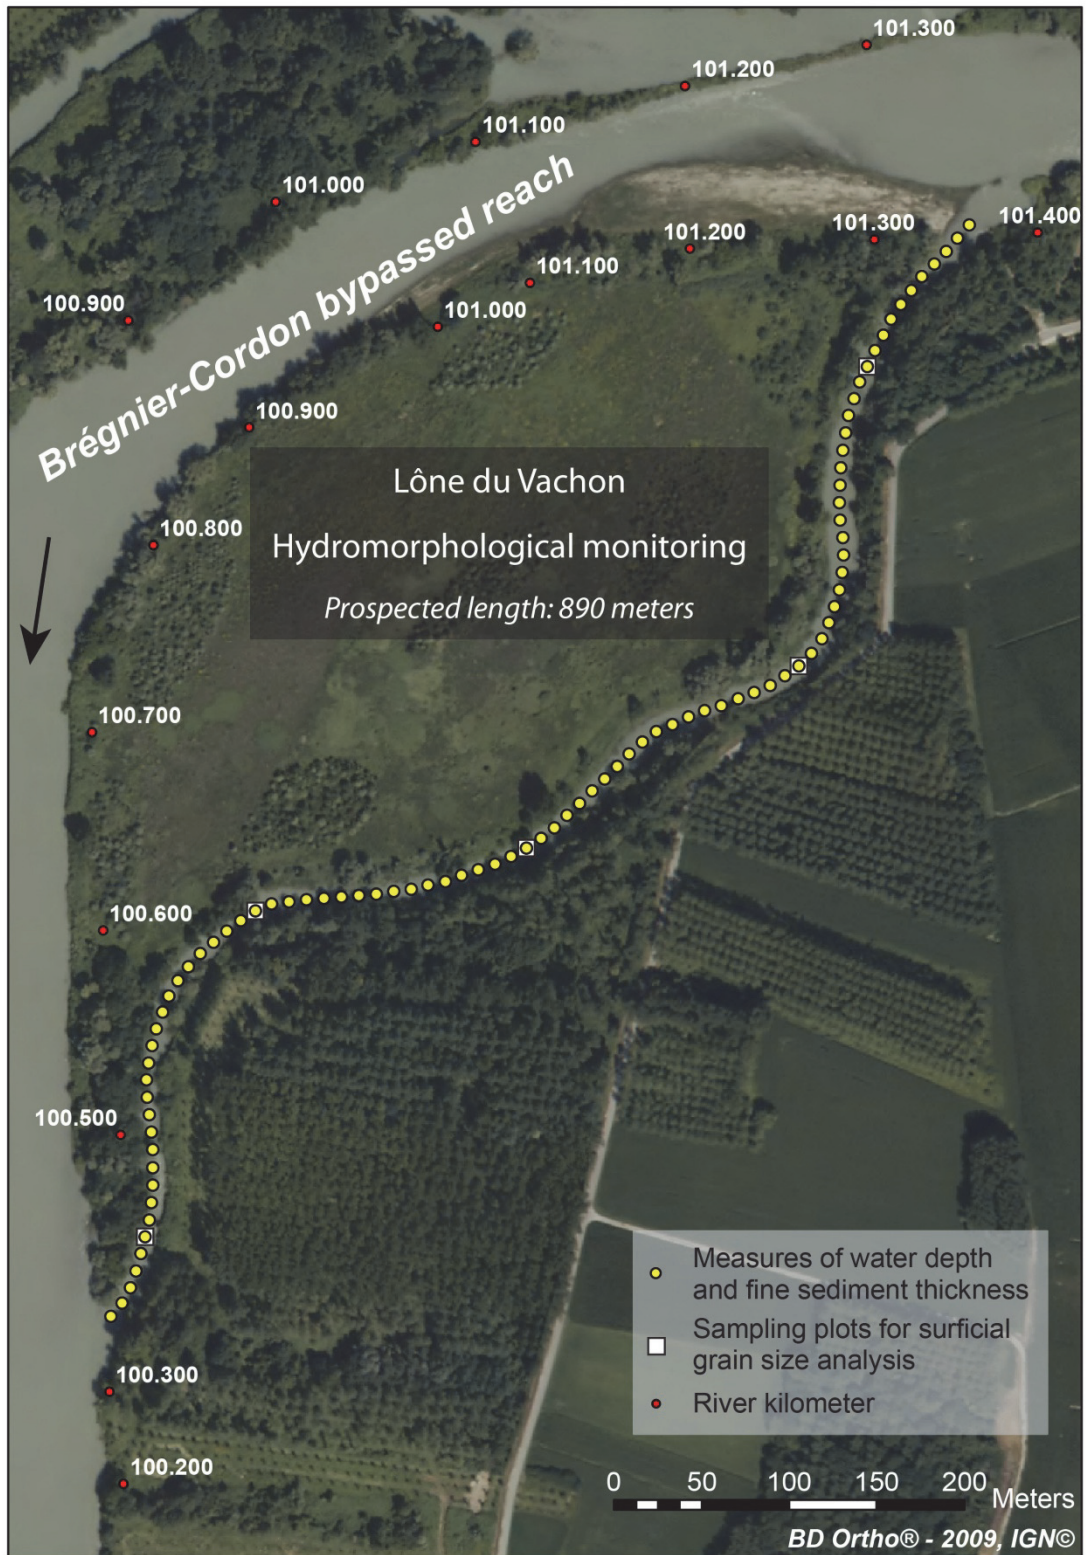 101.300
101.200
101.100
101.000
101.400
101.300
101.200
101.100
100.900
101.000
Brégnier-Cordon bypassed reach
100.900
Lône du Vachon
Hydromorphological monitoring
Prospected length: 890 meters
100.800
100.700
100.600
100.500
100.300
100.200
Measures of water depth
and fine sediment thickness
Sampling plots for surficial
grain size analysis
River kilometer
0 50 100 150 200 Meters
BD Ortho® - 2009, IGN©